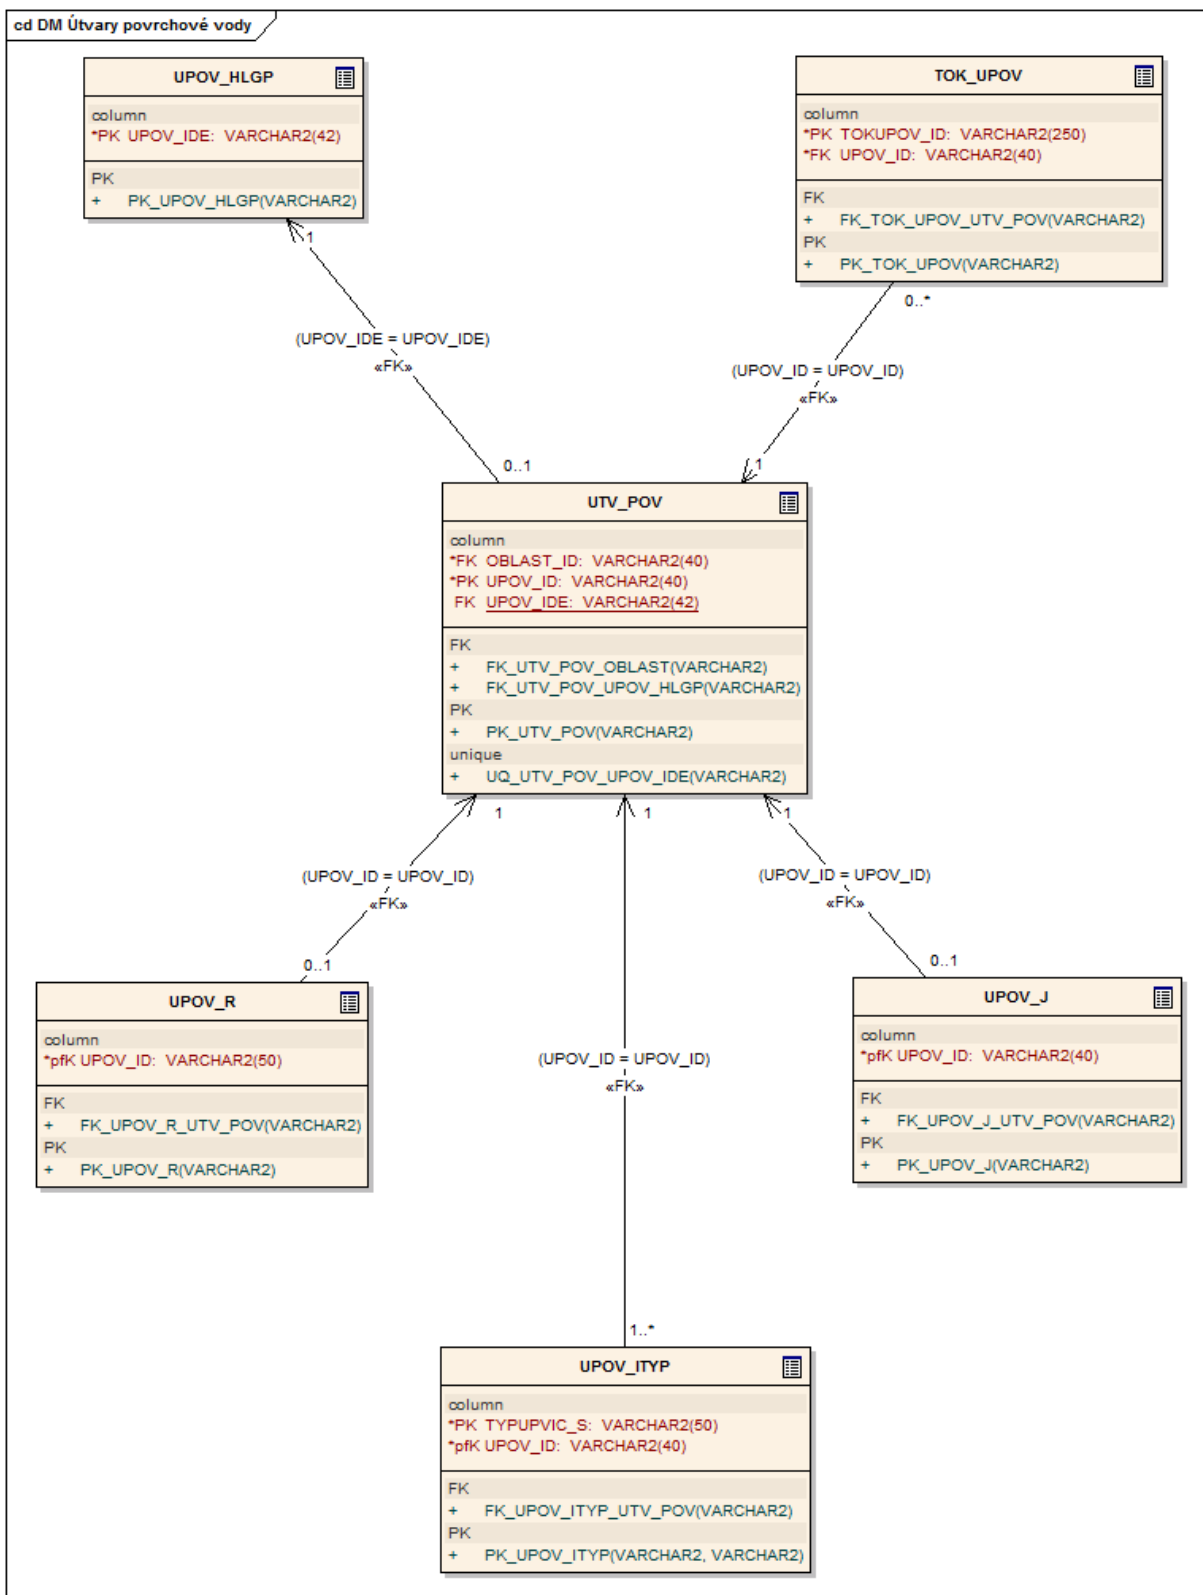 cd DM Útvary povrchové vody
UPOV_HLGP
column
*PK UPOV_IDE: VARCHAR2(42)
PK
+ PK_UPOV_HLGP(VARCHAR2)
TOK_UPOV
column
*PK TOKUPOV_ID: VARCHAR2(250)
*FK UPOV_ID: VARCHAR2(40)
FK
+ FK_TOK_UPOV_UTV_POV(VARCHAR2)
PK
+ PK_TOK_UPOV(VARCHAR2)
1
0..*
(UPOV_IDE = UPOV_IDE)
«FK»
(UPOV_ID = UPOV_ID)
«FK»
0..1
1
UTV_POV
column
*FK OBLAST_ID: VARCHAR2(40)
*PK UPOV_ID: VARCHAR2(40)
FK UPOV_IDE: VARCHAR2(42)
FK
+ FK_UTV_POV_OBLAST(VARCHAR2)
+ FK_UTV_POV_UPOV_HLGP(VARCHAR2)
PK
+ PK_UTV_POV(VARCHAR2)
unique
+ UQ_UTV_POV_UPOV_IDE(VARCHAR2)
1
1
1
(UPOV_ID = UPOV_ID)
«FK»
(UPOV_ID = UPOV_ID)
«FK»
0..1
0..1
UPOV_R
column
*pfK UPOV_ID: VARCHAR2(50)
FK
+ FK_UPOV_R_UTV_POV(VARCHAR2)
PK
+ PK_UPOV_R(VARCHAR2)
(UPOV_ID = UPOV_ID)
«FK»
UPOV_J
column
*pfK UPOV_ID: VARCHAR2(40)
FK
+ FK_UPOV_J_UTV_POV(VARCHAR2)
PK
+ PK_UPOV_J(VARCHAR2)
1..*
UPOV_ITYP
column
*PK TYPUPVIC_S: VARCHAR2(50)
*pfK UPOV_ID: VARCHAR2(40)
FK
+ FK_UPOV_ITYP_UTV_POV(VARCHAR2)
PK
+ PK_UPOV_ITYP(VARCHAR2, VARCHAR2)